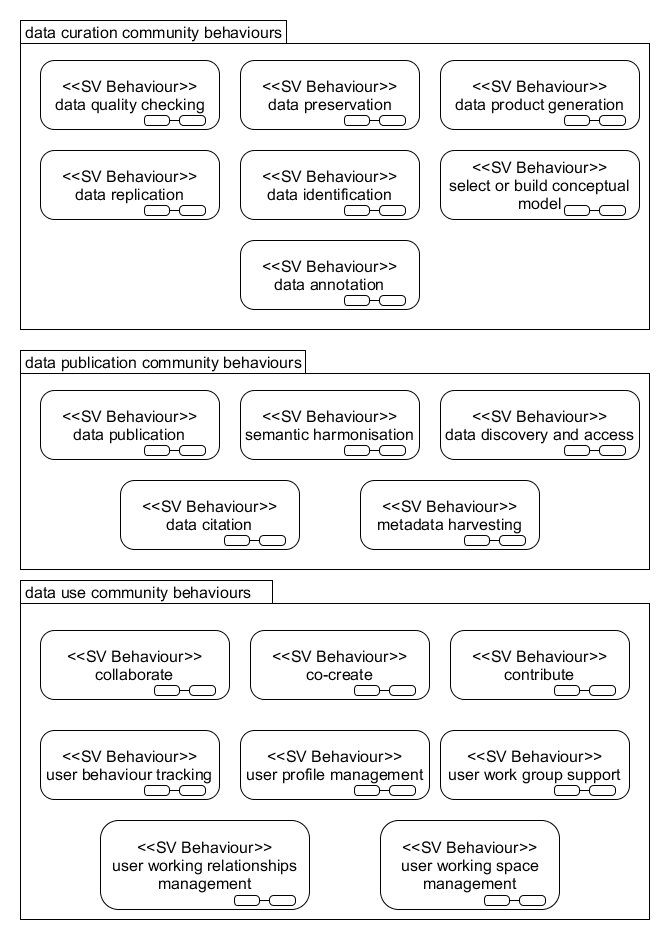 data curation community behaviours
<<SV Behaviour>>
data quality checking
<<SV Behaviour>>
data preservation
<<SV Behaviour>>
data product generation
<<SV Behaviour>>
data replication
<<SV Behaviour>>
data identification
<<SV Behaviour>>
select or build conceptual
model
<<SV Behaviour>>
data annotation
data publication community behaviours
<<SV Behaviour>>
data publication
<<SV Behaviour>>
semantic harmonisation
<<SV Behaviour>>
data discovery and access
<<SV Behaviour>>
data citation
<<SV Behaviour>>
metadata harvesting
data use community behaviours
<<SV Behaviour>>
collaborate
<<SV Behaviour>>
co-create
<<SV Behaviour>>
contribute
<<SV Behaviour>>
user behaviour tracking
<<SV Behaviour>>
user profile management
<<SV Behaviour>>
user work group support
<<SV Behaviour>>
user working relationships
management
<<SV Behaviour>>
user working space
management